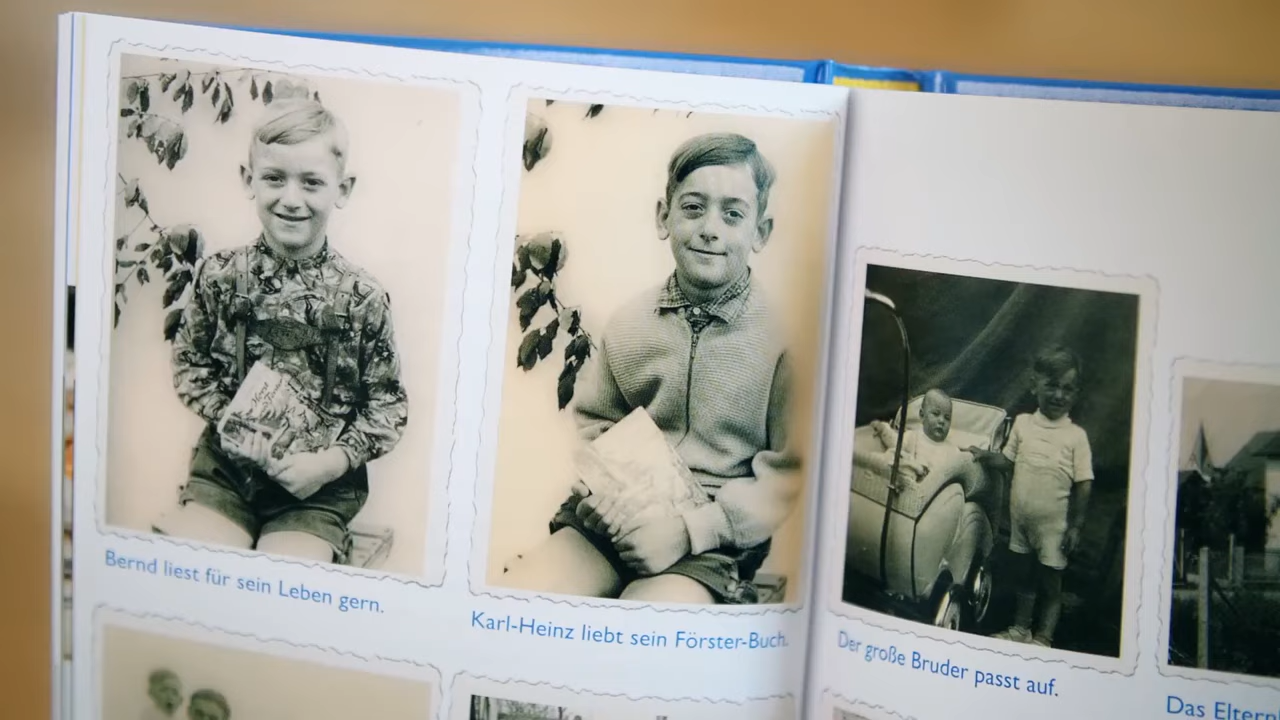 Bernd liest für sein Leben gern.
Karl-Heinz liebt sein Förster-Buch.
Der große Bruder passt auf.
Das Eltern